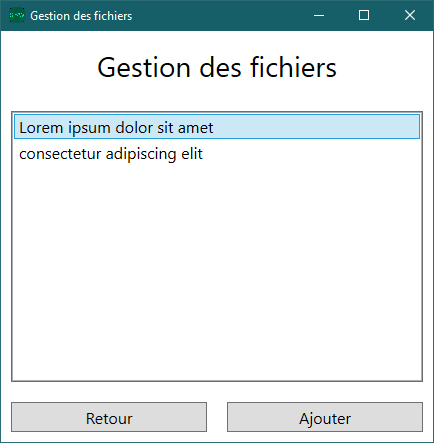 Gestion des fichiers
Gestion des fichiers
Lorem ipsum dolor sit amet
consectetur adipiscing elit
Retour
Ajouter